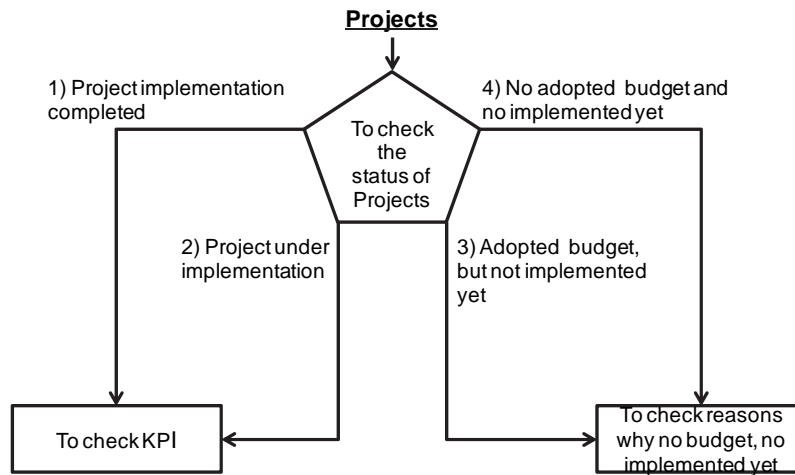 Projects
1) Project implementation
completed
4) No adopted budget and
no implemented yet
To check
the
status of
Projects
2) Project under
implementation
3) Adopted budget,
but not implemented
yet
To check KPI
To check reasons
why no budget, no
implemented yet